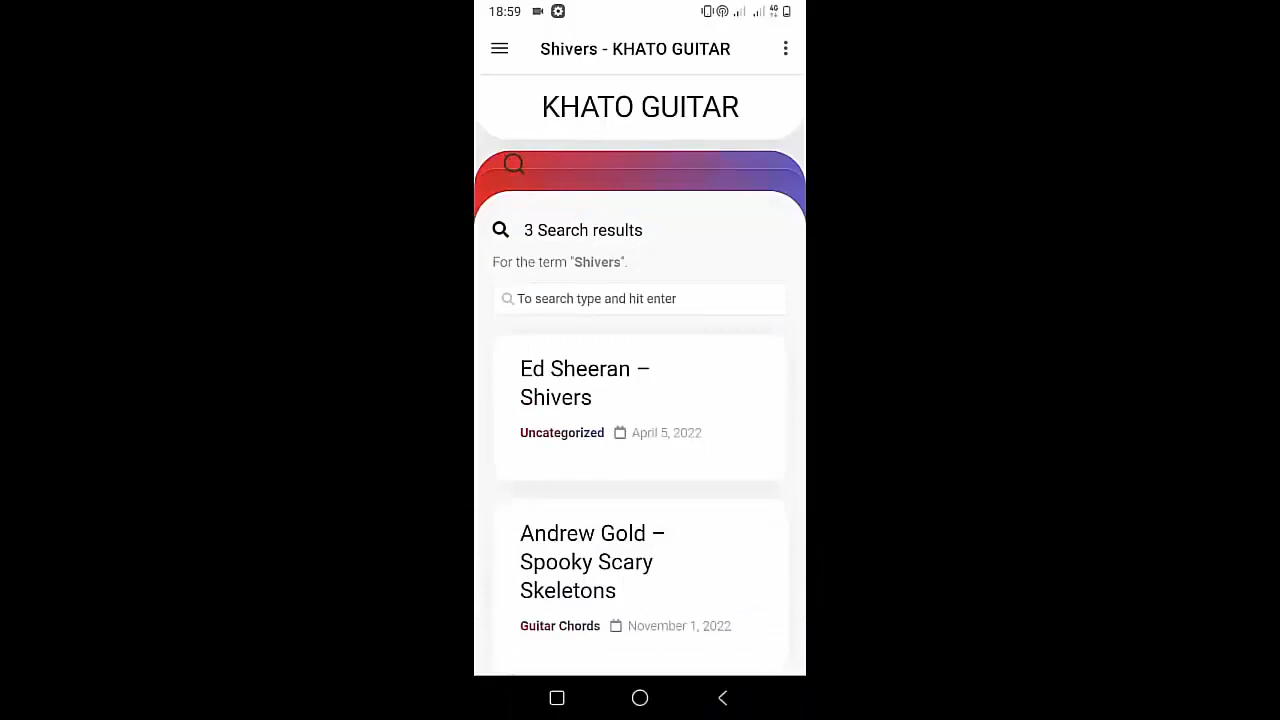 18:59
4G
Shivers - KHATO GUITAR
KHATO GUITAR
3 Search results
For the term "Shivers".
To search type and hit enter
Ed Sheeran –
Shivers
Uncategorized April 5, 2022
Andrew Gold –
Spooky Scary
Skeletons
Guitar Chords November 1, 2022